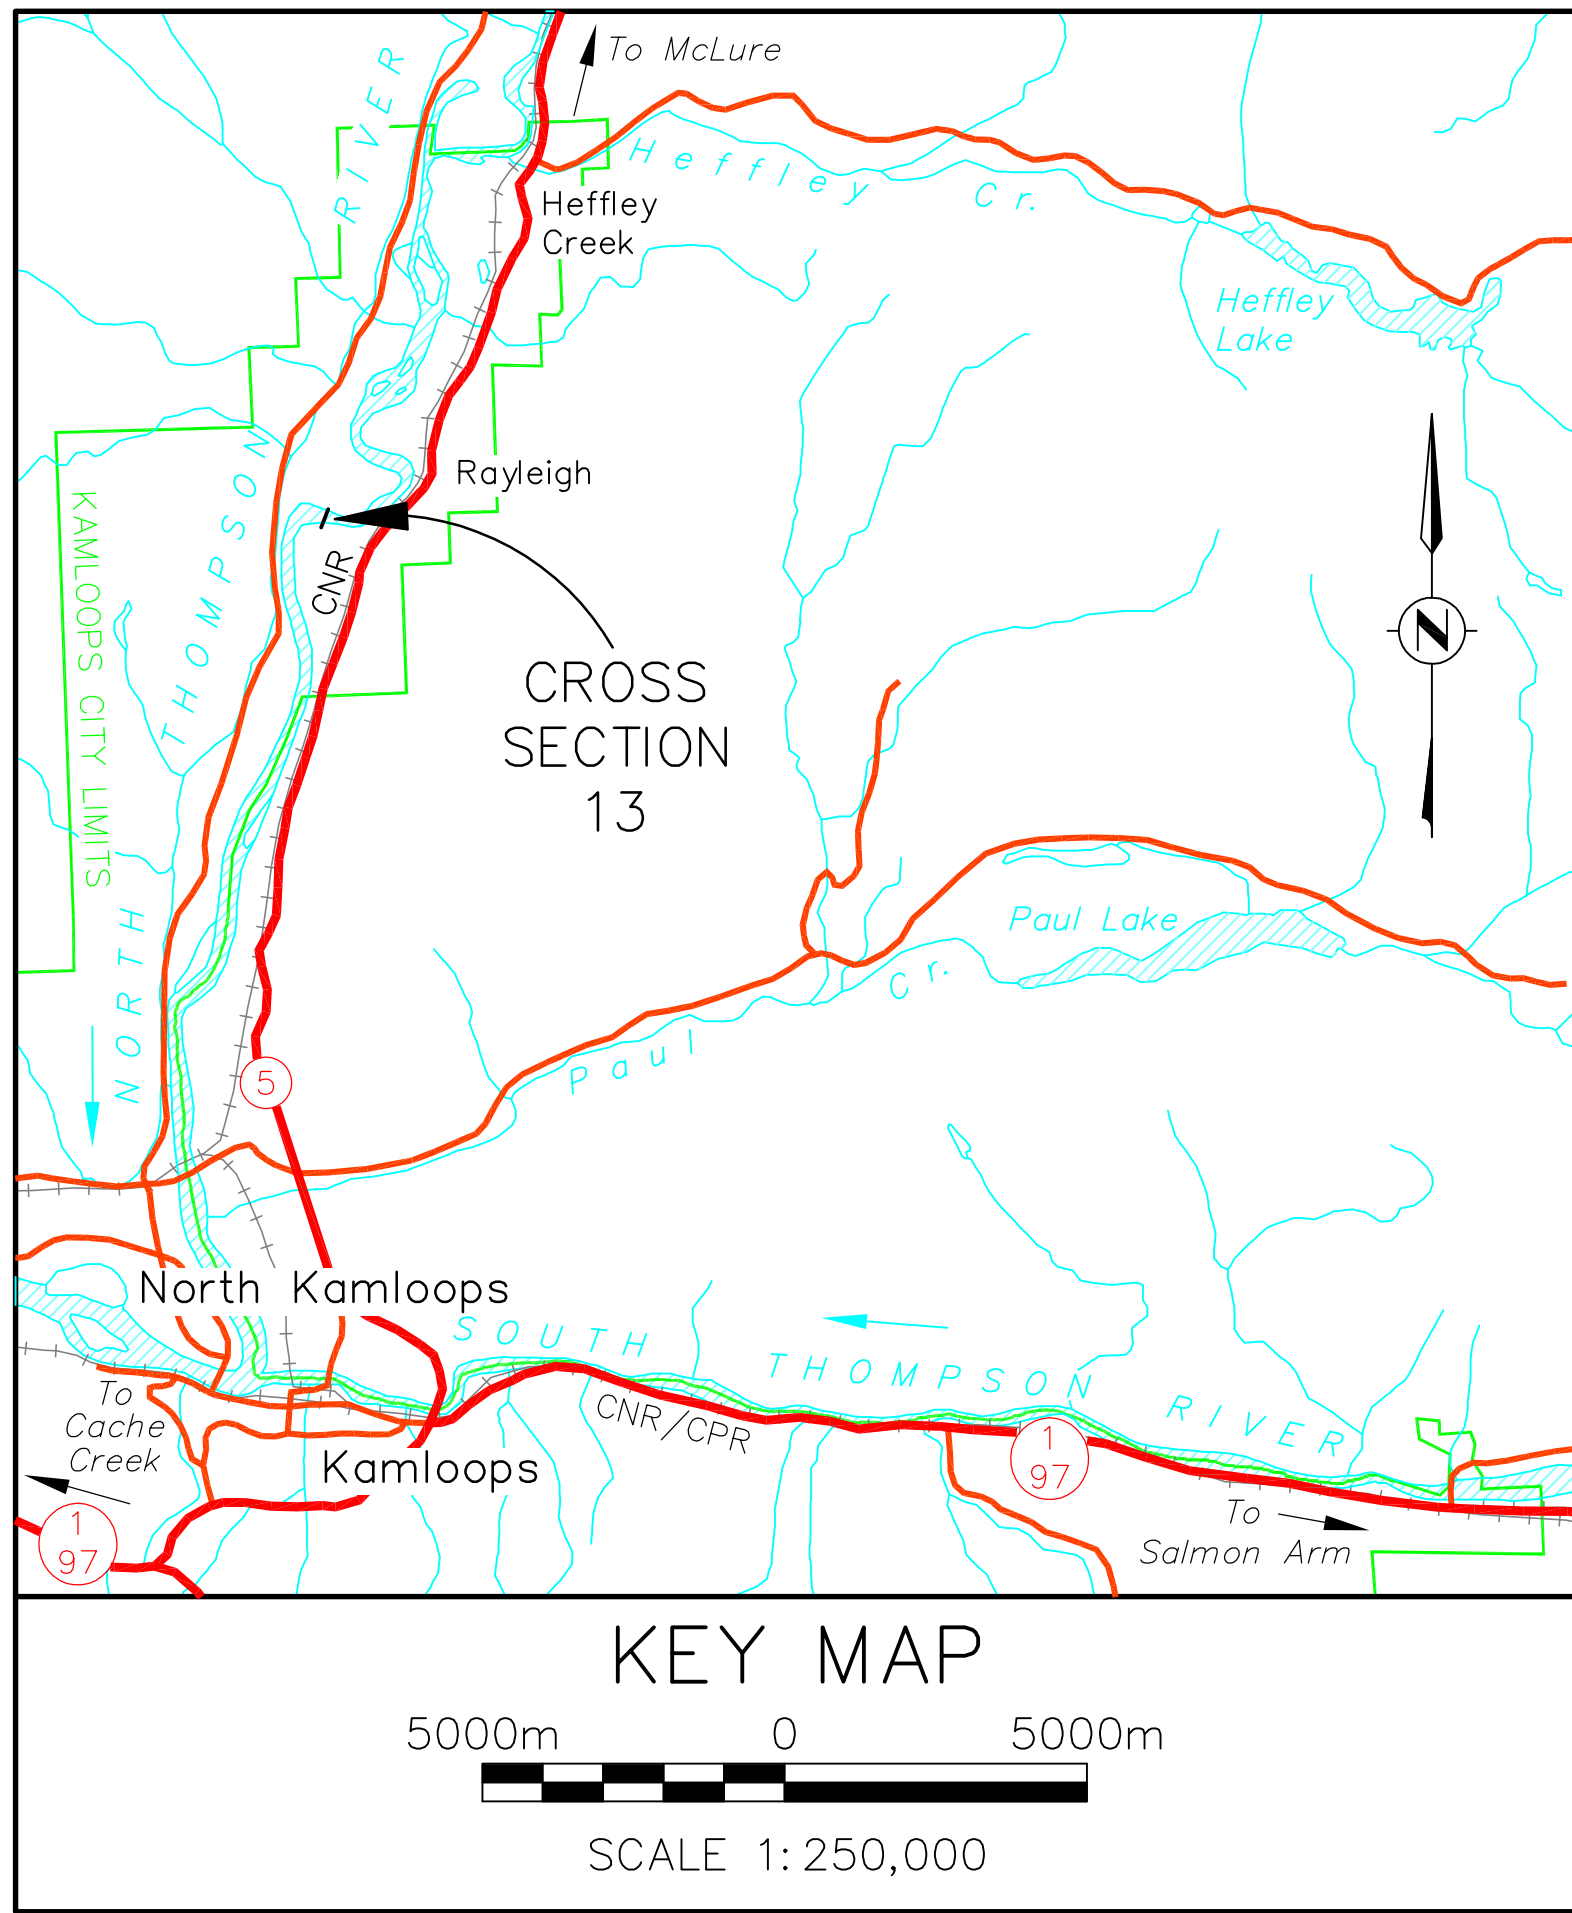 To McLure
RIVER
Heffley Cr.
Heffley
Creek
Heffley
Lake
Rayleigh
THOMPSON
KAMLOOPS CITY LIMITS
CNR
N
CROSS
SECTION
13
Paul Lake
NORTH
Paul Cr.
5
North Kamloops
SOUTH THOMPSON RIVER
To
Cache
Creek
CNR/CPR
Kamloops
1
97
1
97
To
Salmon Arm
KEY MAP
5000m 0 5000m
SCALE 1:250,000